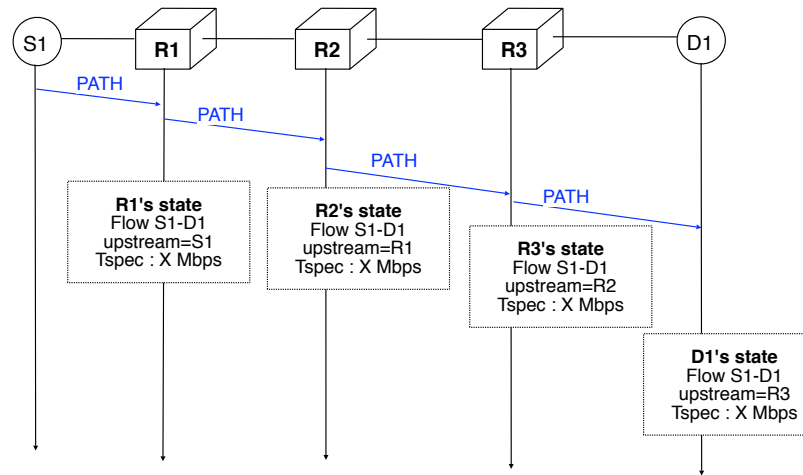 S1
R1
R2
R3
D1
PATH
PATH
PATH
PATH
R1's state
Flow S1-D1
upstream=S1
Tspec : X Mbps
R2's state
Flow S1-D1
upstream=R1
Tspec : X Mbps
R3's state
Flow S1-D1
upstream=R2
Tspec : X Mbps
D1's state
Flow S1-D1
upstream=R3
Tspec : X Mbps